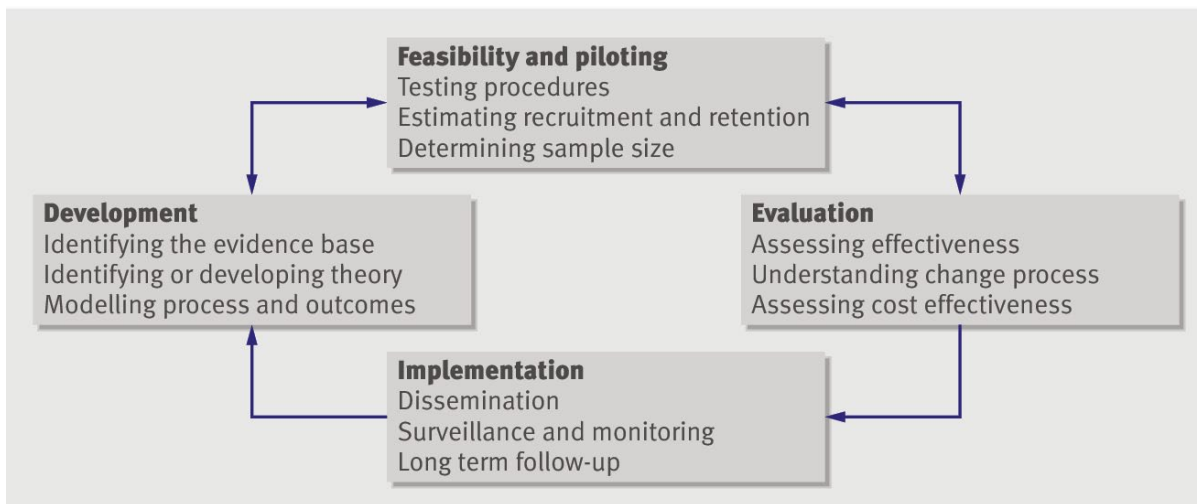 Feasibility and piloting
Testing procedures
Estimating recruitment and retention
Determining sample size
Development
Identifying the evidence base
Identifying or developing theory
Modelling process and outcomes
Evaluation
Assessing effectiveness
Understanding change process
Assessing cost effectiveness
Implementation
Dissemination
Surveillance and monitoring
Long term follow-up